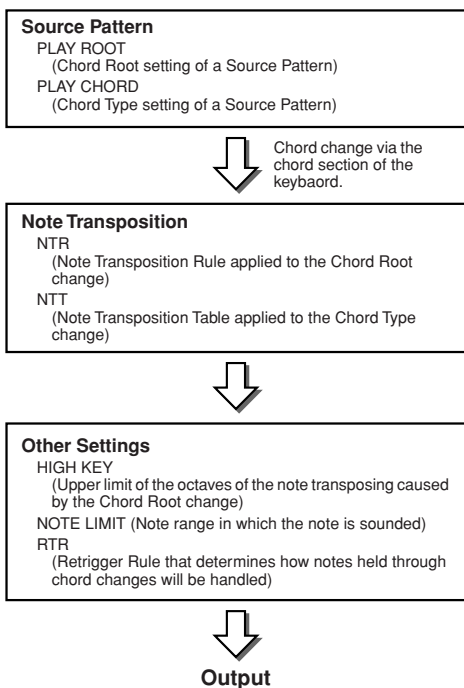 Source Pattern
PLAY ROOT
(Chord Root setting of a Source Pattern)
PLAY CHORD
(Chord Type setting of a Source Pattern)
Chord change via the
chord section of the
keybaord.
Note Transposition
NTR
(Note Transposition Rule applied to the Chord Root
change)
NTT
(Note Transposition Table applied to the Chord Type
change)
Other Settings
HIGH KEY
(Upper limit of the octaves of the note transposing caused
by the Chord Root change)
NOTE LIMIT (Note range in which the note is sounded)
RTR
(Retrigger Rule that determines how notes held through
chord changes will be handled)
Output